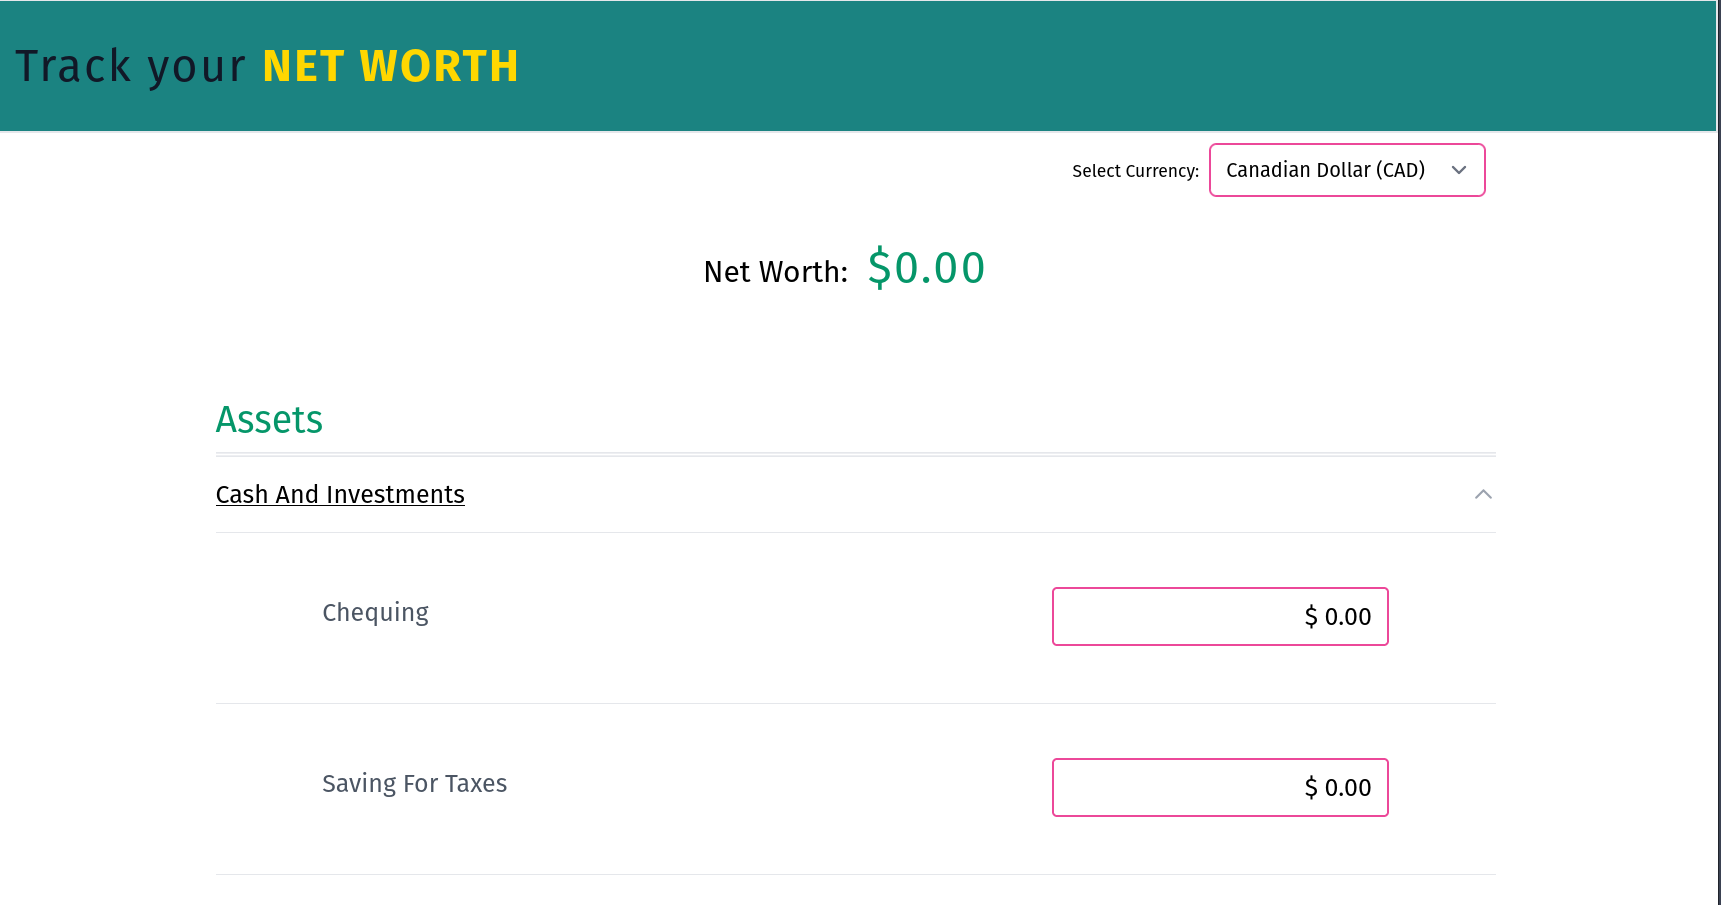 Track your NET WORTH
Select Currency: Canadian Dollar (CAD)
Net Worth: $0.00
Assets
Cash And Investments
Chequing $ 0.00
Saving For Taxes $ 0.00